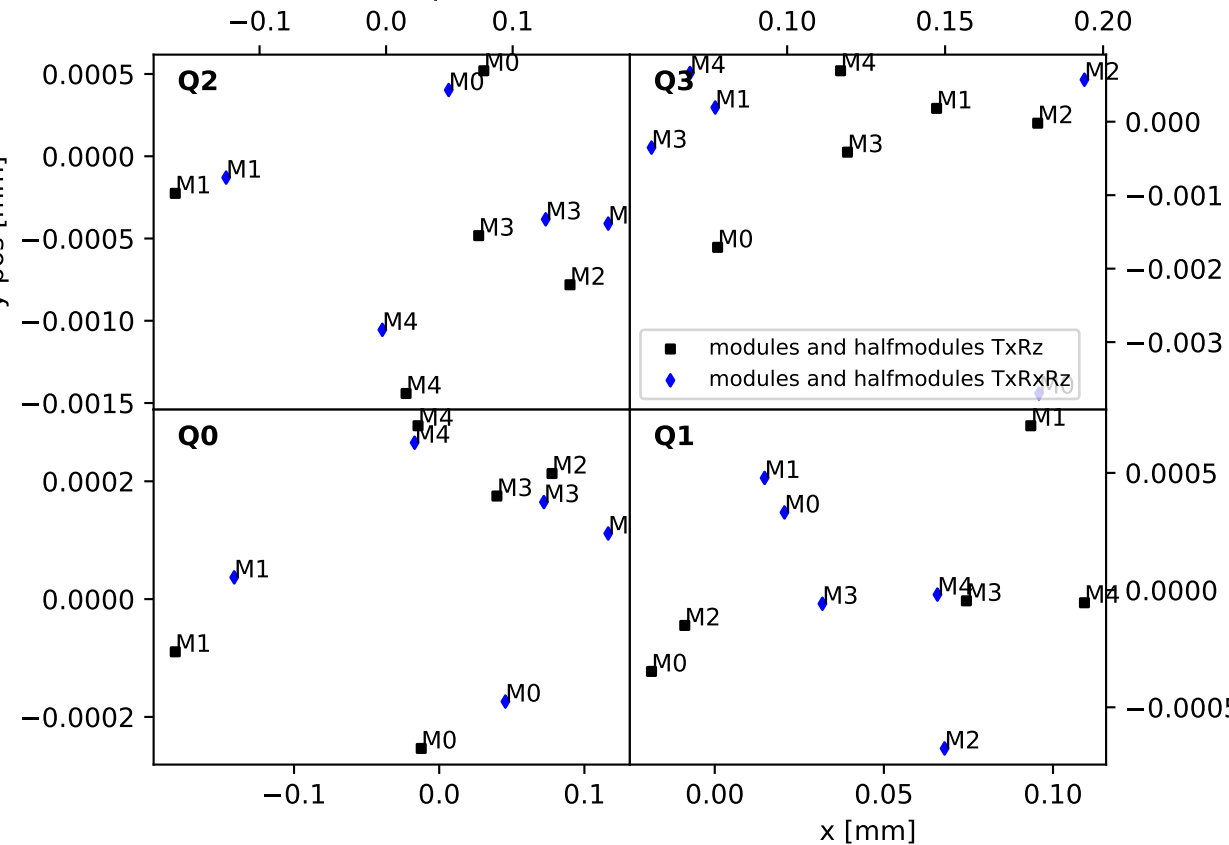 −0.1 0.0 0.1 0.10 0.15 0.20
Q2
0.0005
0.0000
−0.0005
−0.0010
−0.0015
M0
M0
M1
M1
M3
M3
M
M2
M4
M4
Q3
M4
M4
M2
M1
M1
M2
M3
M3
M0
M0
0.000
−0.001
−0.002
−0.003
modules and halfmodules TxRz
modules and halfmodules TxRxRz
Q0
0.0002
0.0000
−0.0002
M4
M4
M2
M3
M3
M
M1
M1
M0
M0
Q1
M1
M1
M0
M3
M4
M3
M4
M2
M0
M2
0.0005
0.0000
−0.0005
−0.1 0.0 0.1 0.00 0.05 0.10
x [mm]